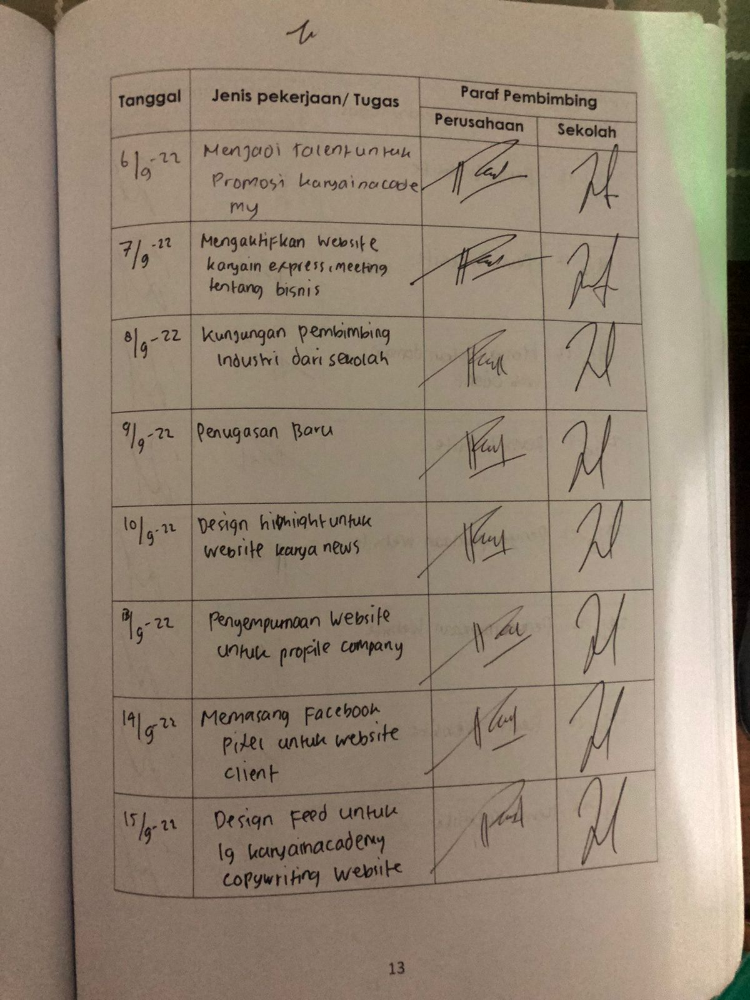 Tanggal Jenis pekerjaan/ Tugas Paraf Pembimbing
Perusahaan Sekolah
6/9-22 Menjadi talent untuk
Promosi karyainacade
my
7/9-22 Mengaktifkan website
karyain express, meeting
tentang bisnis
8/9-22 Kunjungan pembimbing
Industri dari sekolah
9/9-22 Penugasan Baru
10/9-22 Design highlight untuk
website karya news
13/9-22 Penyempurnaan website
untuk profile company
14/9-22 Memasang Facebook
Pixel untuk website
client
15/9-22 Design Feed untuk
Ig karyainacademy
copywriting website
13